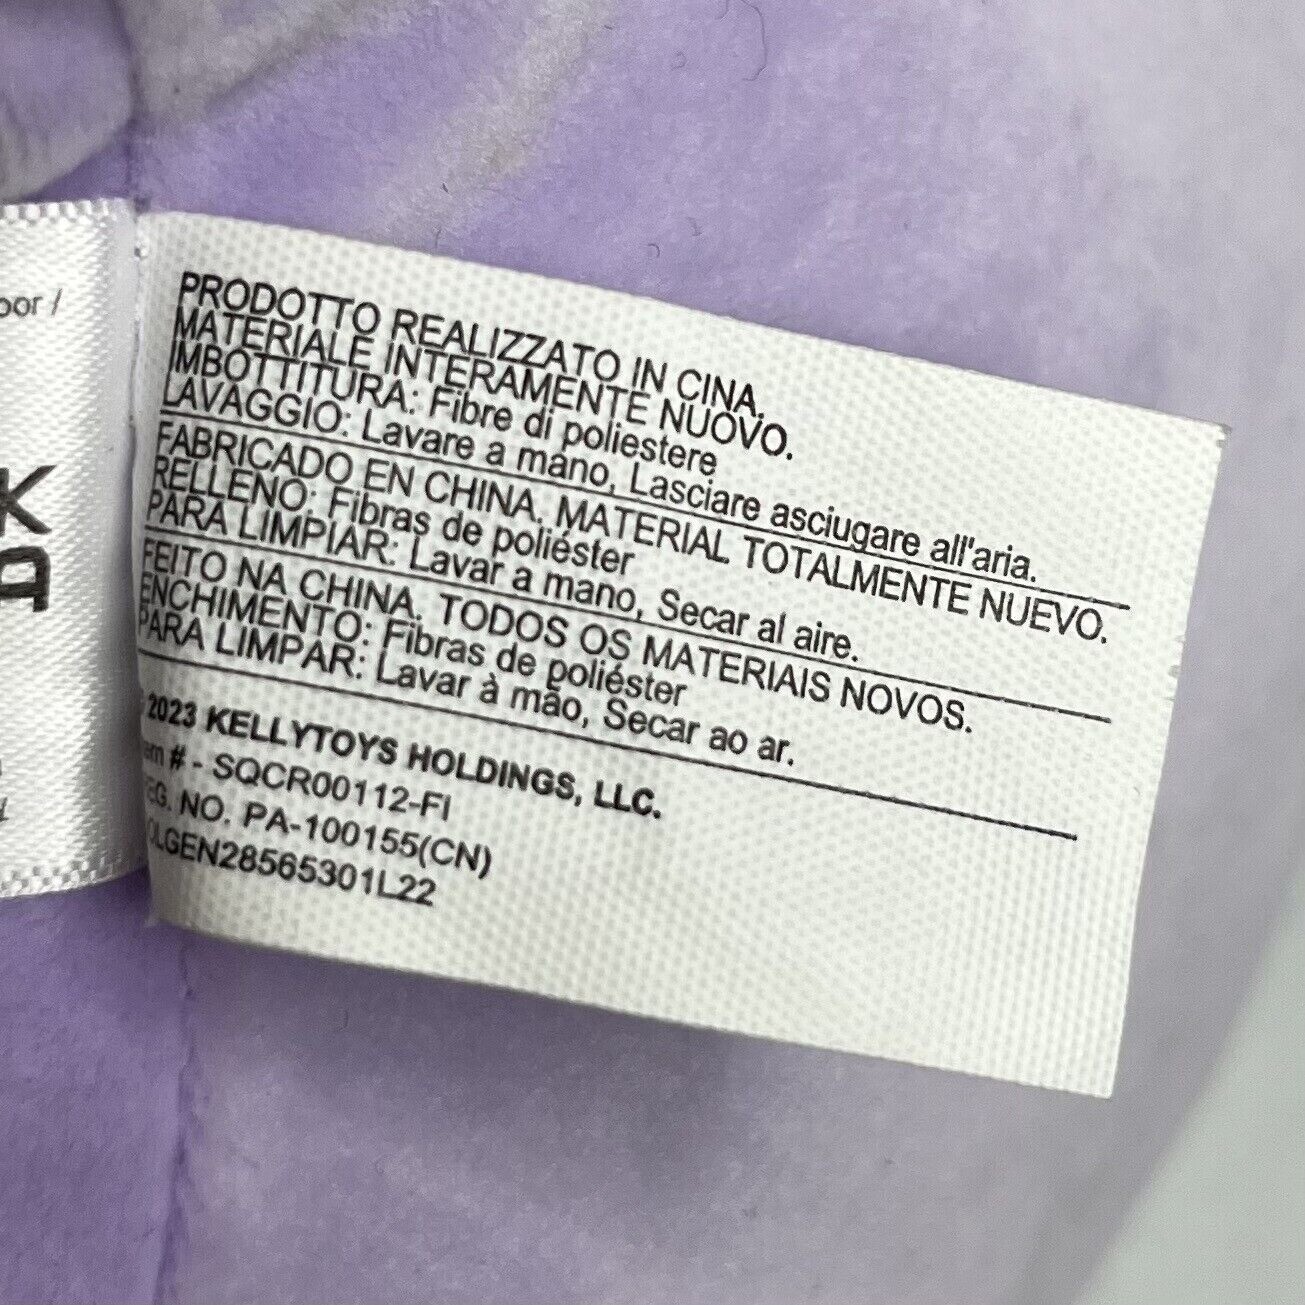 PRODOTTO REALIZZATO IN CINA.
MATERIALE INTERAMENTE NUOVO.
IMBOTTITURA: Fibre di poliestere
LAVAGGIO: Lavare a mano, Lasciare asciugare all'aria.
FABRICADO EN CHINA. MATERIAL TOTALMENTE NUEVO.
RELLENO: Fibras de poliéster
PARA LIMPIAR: Lavar a mano, Secar al aire.
FEITO NA CHINA. TODOS OS MATERIAIS NOVOS.
ENCHIMENTO: Fibras de poliéster
PARA LIMPAR: Lavar à mão, Secar ao ar.
2023 KELLYTOYS HOLDINGS, LLC.
# - SQCR00112-FI
NO. PA-100155(CN)
LGEN28565301L22